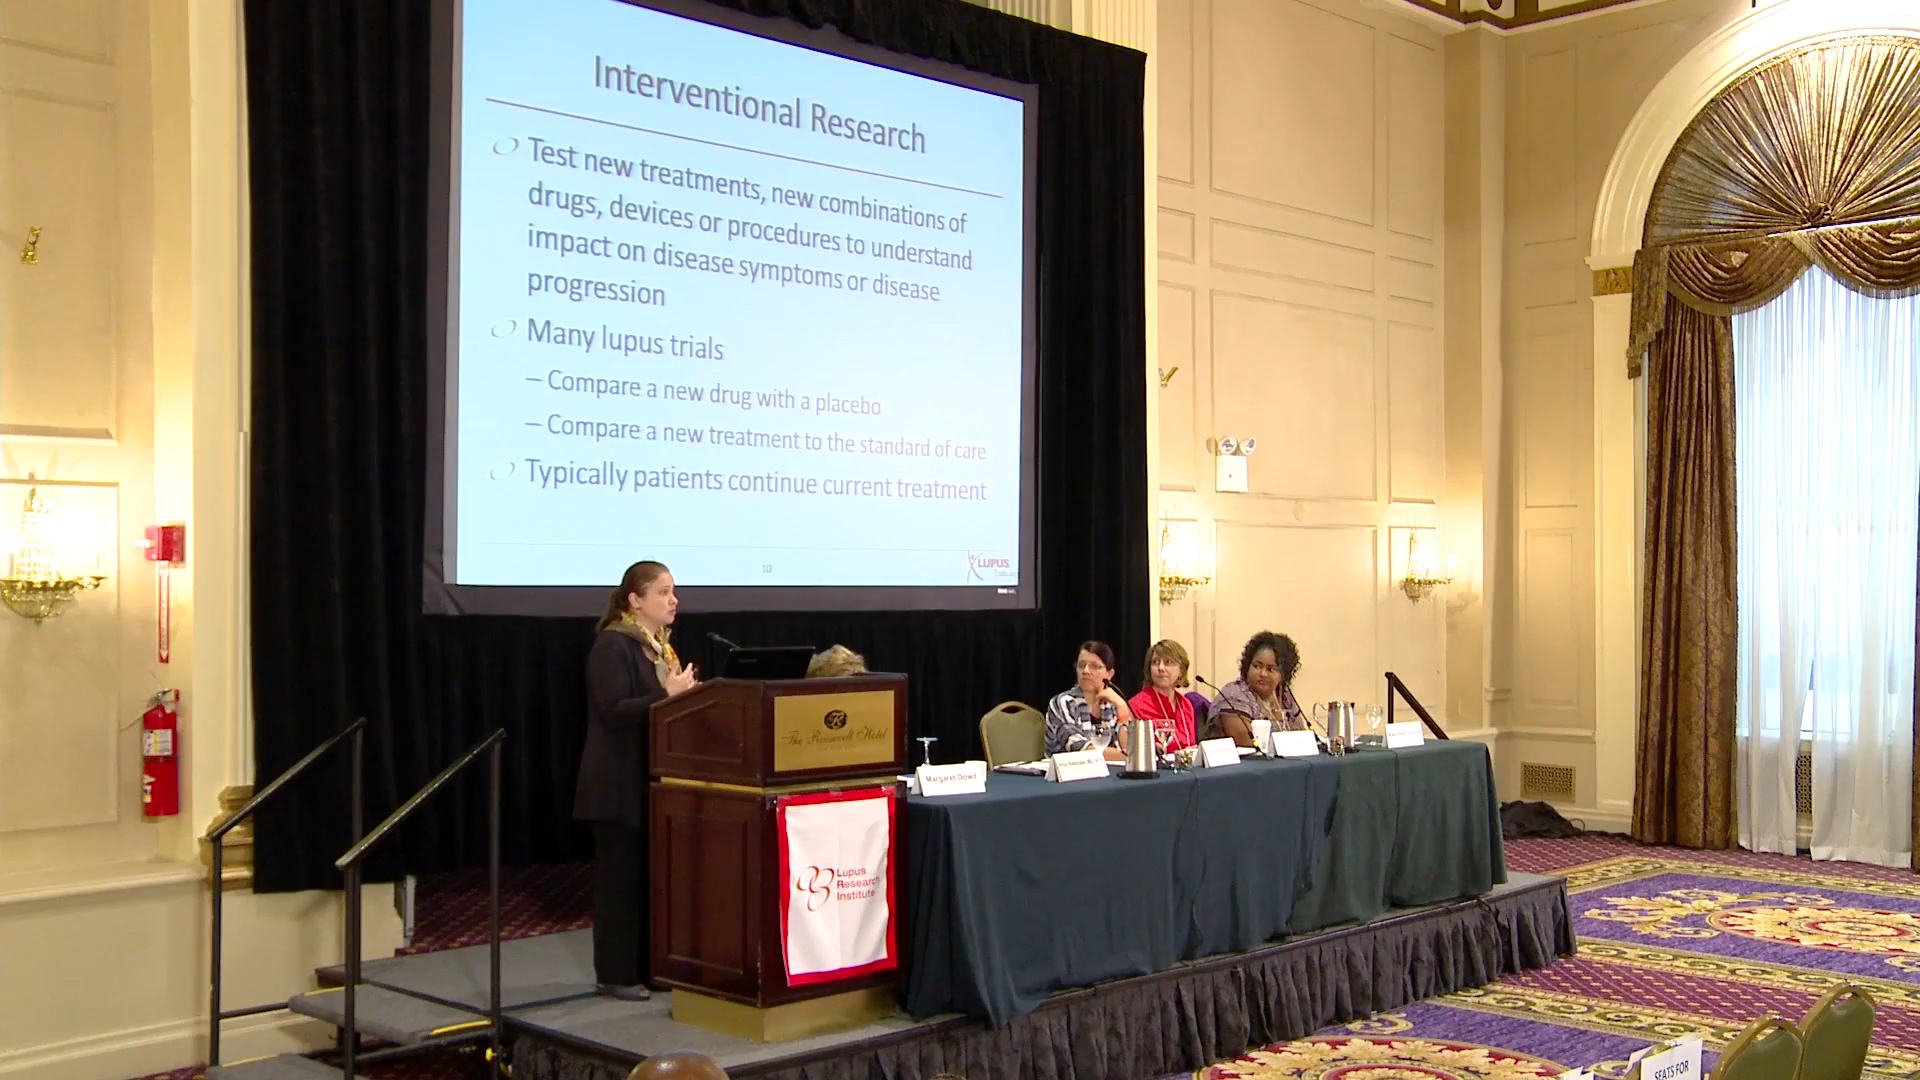 Interventional Research
Test new treatments, new combinations of
drugs, devices or procedures to understand
impact on disease symptoms or disease
progression
Many lupus trials
– Compare a new drug with a placebo
– Compare a new treatment to the standard of care
Typically patients continue current treatment
10
LUPUS
The Roosevelt Hotel
Margaret Dowd
Lupus
Research
Institute
SEATS FOR